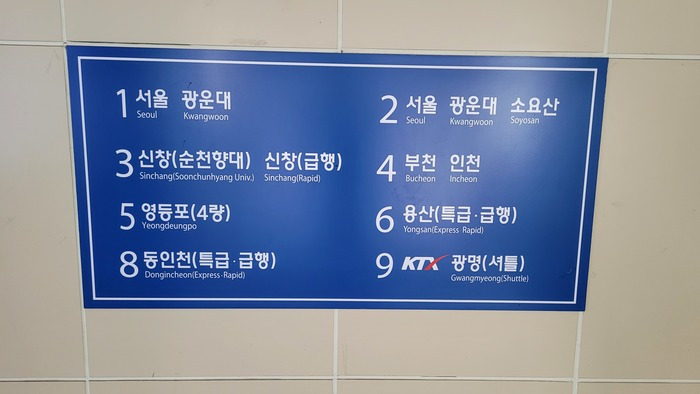 1 서울 광운대
Seoul Kwangwoon
2 서울 광운대 소요산
Seoul Kwangwoon Soyosan
3 신창(순천향대) 신창(급행)
Sinchang(Soonchunhyang Univ.) Sinchang(Rapid)
4 부천 인천
Bucheon Incheon
5 영등포(4량)
Yeongdeungpo
6 용산(특급·급행)
Yongsan(Express·Rapid)
8 동인천(특급·급행)
Dongincheon(Express·Rapid)
9 KTX 광명(셔틀)
Gwangmyeong(Shuttle)